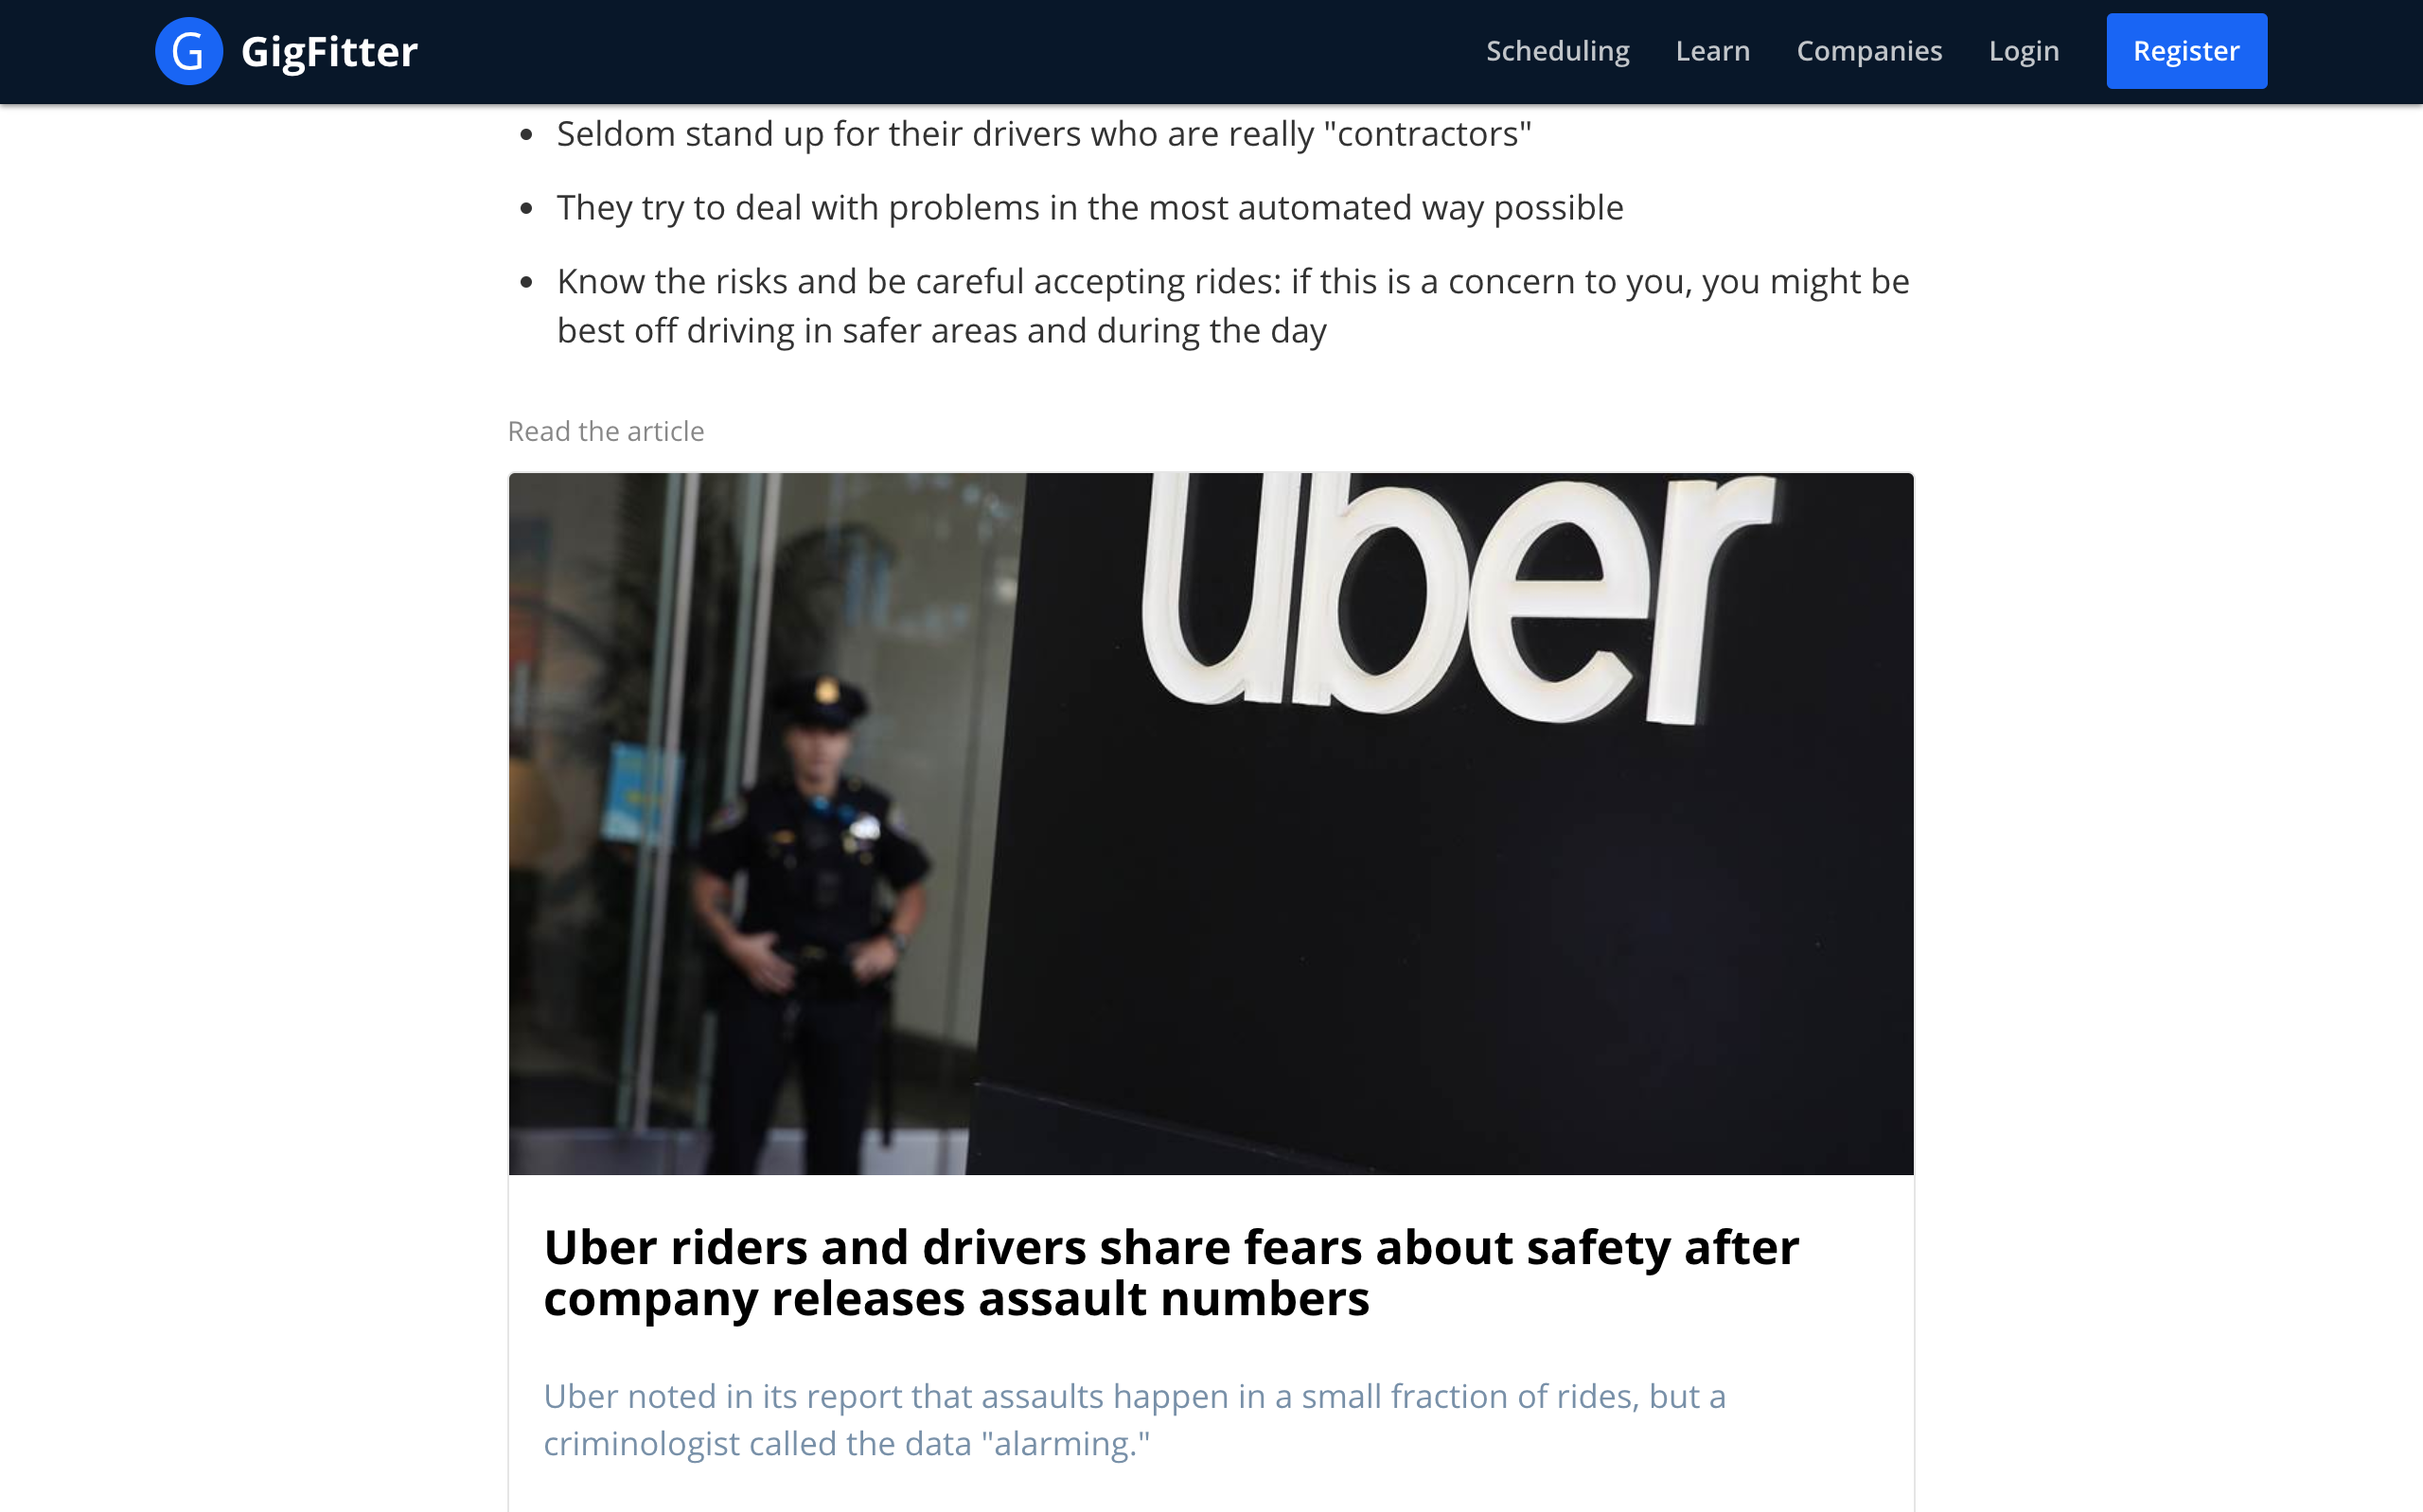 G GigFitter Scheduling Learn Companies Login Register
Seldom stand up for their drivers who are really "contractors"
They try to deal with problems in the most automated way possible
Know the risks and be careful accepting rides: if this is a concern to you, you might be
best off driving in safer areas and during the day
Read the article
Uber
Uber riders and drivers share fears about safety after
company releases assault numbers
Uber noted in its report that assaults happen in a small fraction of rides, but a
criminologist called the data "alarming."